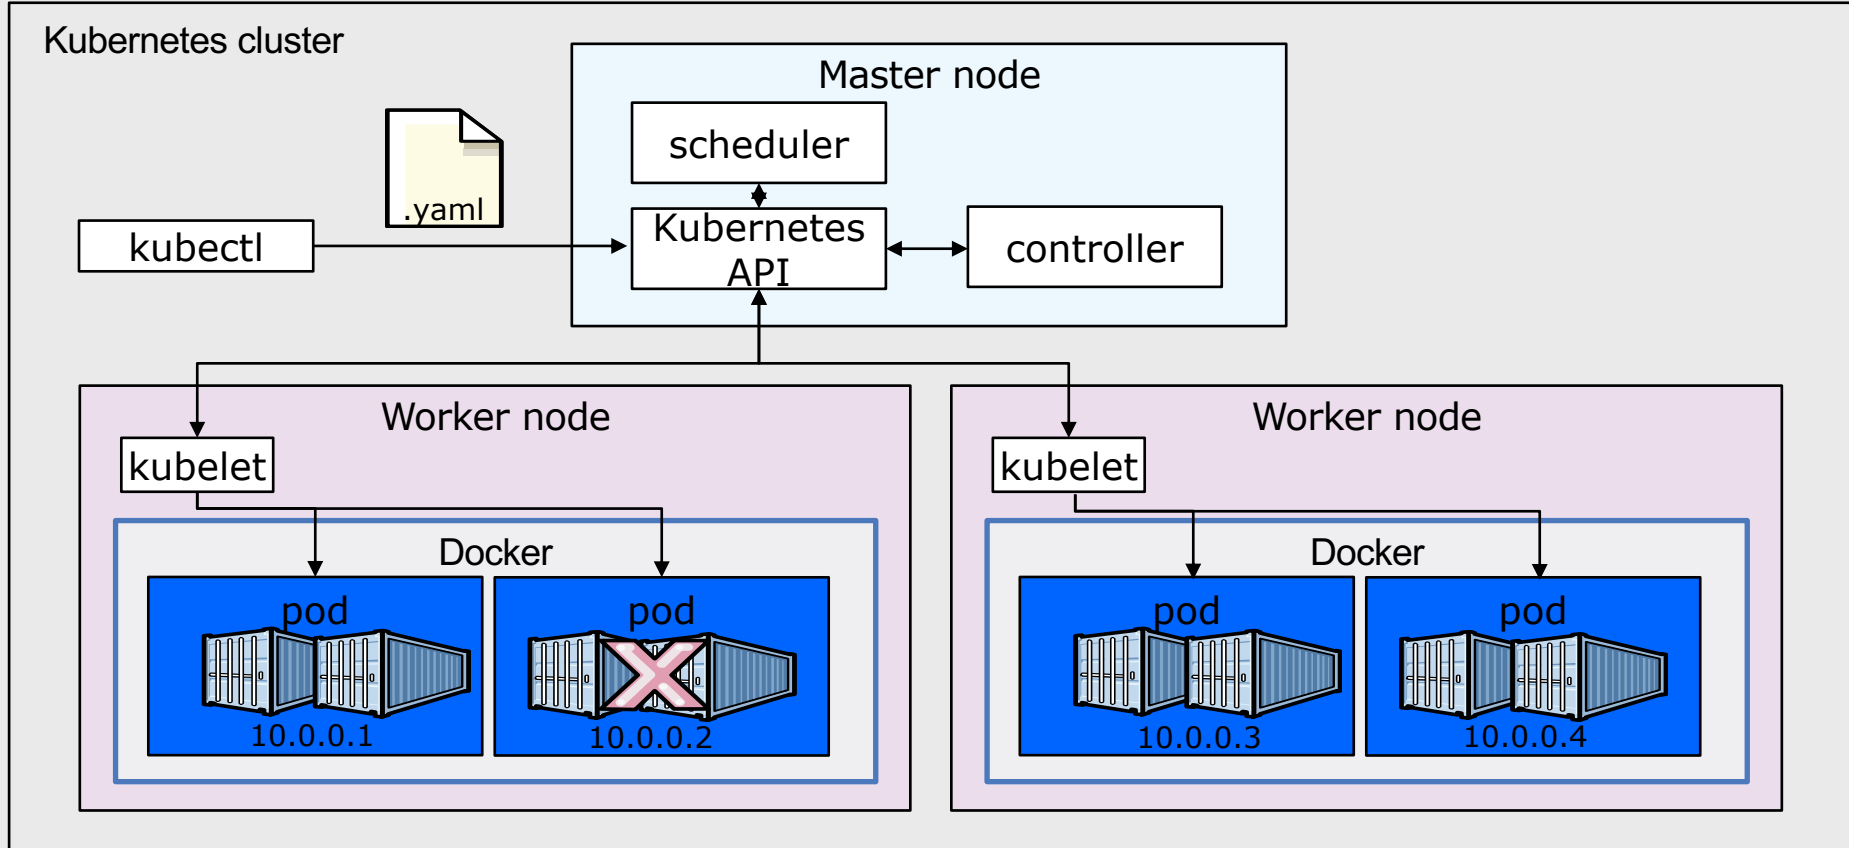 Kubernetes cluster
Master node
scheduler
.yaml
kubectl
Kubernetes
API
controller
Worker node
kubelet
Docker
pod
10.0.0.1
pod
10.0.0.2
Worker node
kubelet
Docker
pod
10.0.0.3
pod
10.0.0.4